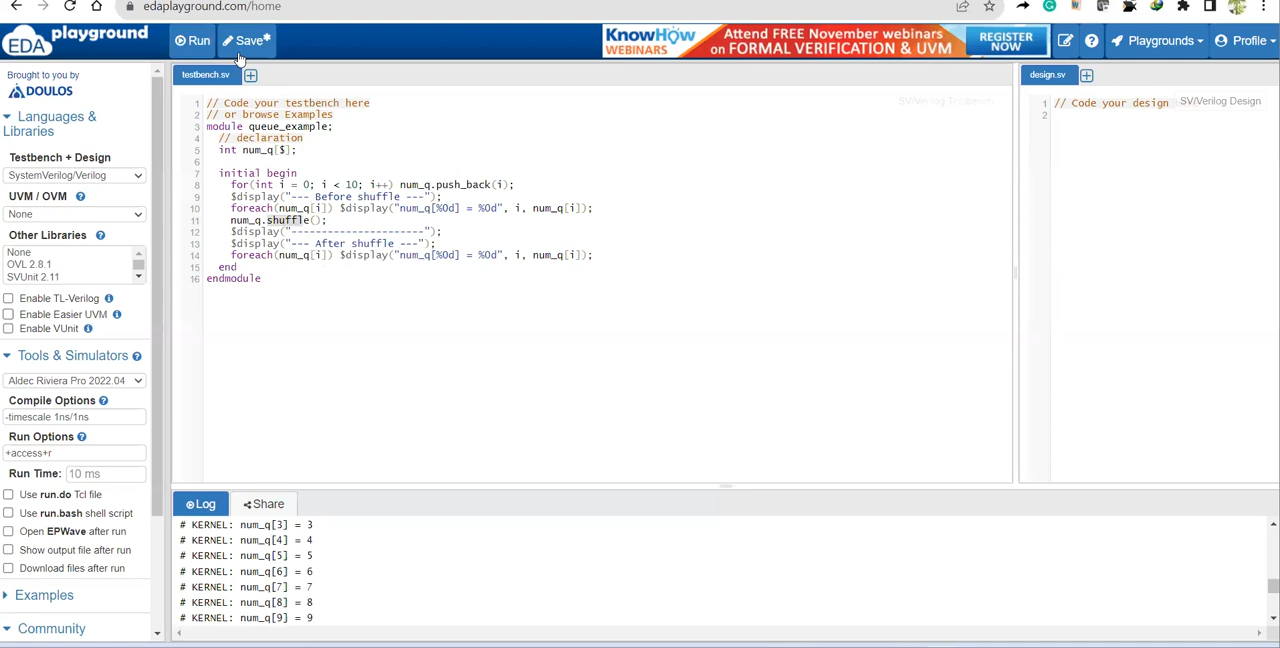 edaplayground.com/home
EDA playground
Run
Save*
KnowHow
WEBINARS
Attend FREE November webinars
on FORMAL VERIFICATION & UVM
REGISTER
NOW
Playgrounds
Profile
Brought to you by
DOULOS
Languages &
Libraries
Testbench + Design
SystemVerilog/Verilog
UVM / OVM
None
Other Libraries
None
OVL 2.8.1
SVUnit 2.11
Enable TL-Verilog
Enable Easier UVM
Enable VUnit
Tools & Simulators
Aldec Riviera Pro 2022.04
Compile Options
-timescale 1ns/1ns
Run Options
+access+r
Run Time: 10 ms
Use run.do Tcl file
Use run.bash shell script
Open EPWave after run
Show output file after run
Download files after run
Examples
Community
testbench.sv
SV/Verilog Testbench
1 // Code your testbench here
2 // or browse Examples
3 module queue_example;
4 // declaration
5 int num_q[$];
6
7 initial begin
8 for(int i = 0; i < 10; i++) num_q.push_back(i);
9 $display("--- Before shuffle ---");
10 foreach(num_q[i]) $display("num_q[%0d] = %0d", i, num_q[i]);
11 num_q.shuffle();
12 $display("----------------------");
13 $display("--- After shuffle ---");
14 foreach(num_q[i]) $display("num_q[%0d] = %0d", i, num_q[i]);
15 end
16 endmodule
design.sv
SV/Verilog Design
1 // Code your design
2
Log
Share
# KERNEL: num_q[3] = 3
# KERNEL: num_q[4] = 4
# KERNEL: num_q[5] = 5
# KERNEL: num_q[6] = 6
# KERNEL: num_q[7] = 7
# KERNEL: num_q[8] = 8
# KERNEL: num_q[9] = 9